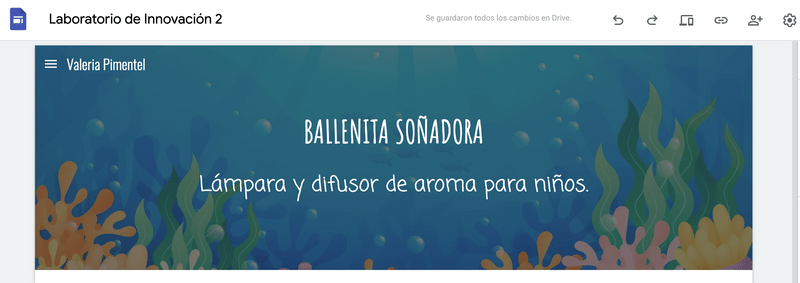 Laboratorio de Innovación 2
Se guardaron todos los cambios en Drive.
Valeria Pimentel
BALLENITA SOÑADORA
Lámpara y difusor de aroma para niños.